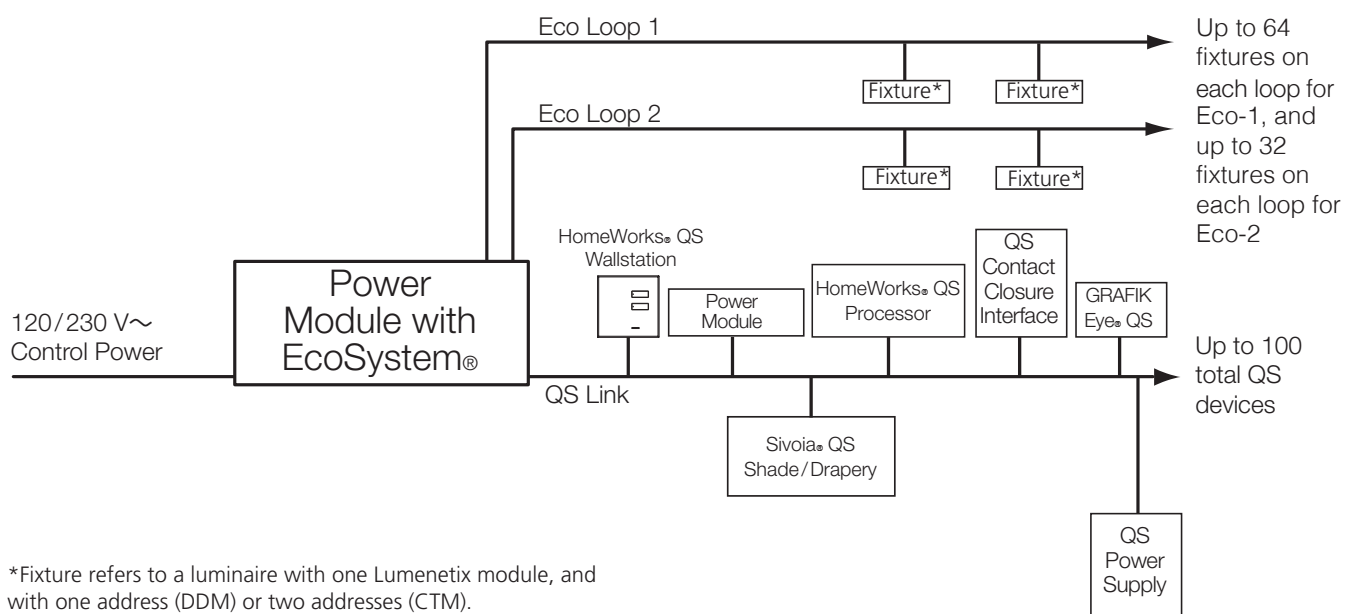 Eco Loop 1
Fixture*
Fixture*
Eco Loop 2
Fixture*
Fixture*
Up to 64
fixtures on
each loop for
Eco-1, and
up to 32
fixtures on
each loop for
Eco-2
120/230 V~
Control Power
Power
Module with
EcoSystem®
QS Link
HomeWorks® QS
Wallstation
Power
Module
HomeWorks® QS
Processor
QS
Contact
Closure
Interface
GRAFIK
Eye® QS
Up to 100
total QS
devices
Sivoia® QS
Shade/Drapery
QS
Power
Supply
*Fixture refers to a luminaire with one Lumenetix module, and
with one address (DDM) or two addresses (CTM).